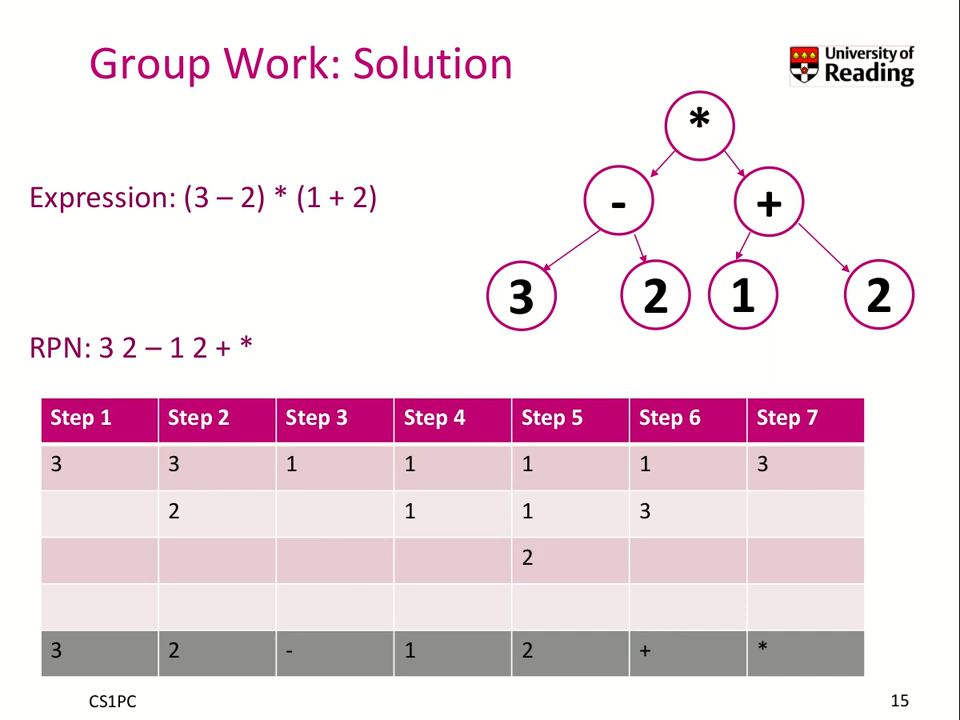 Group Work: Solution
University of
Reading
*
Expression: (3 – 2) * (1 + 2)
- +
3 2 1 2
RPN: 3 2 – 1 2 + *
Step 1 Step 2 Step 3 Step 4 Step 5 Step 6 Step 7
3 3 1 1 1 1 3
2 1 1 3
2
3 2 - 1 2 + *
CS1PC 15